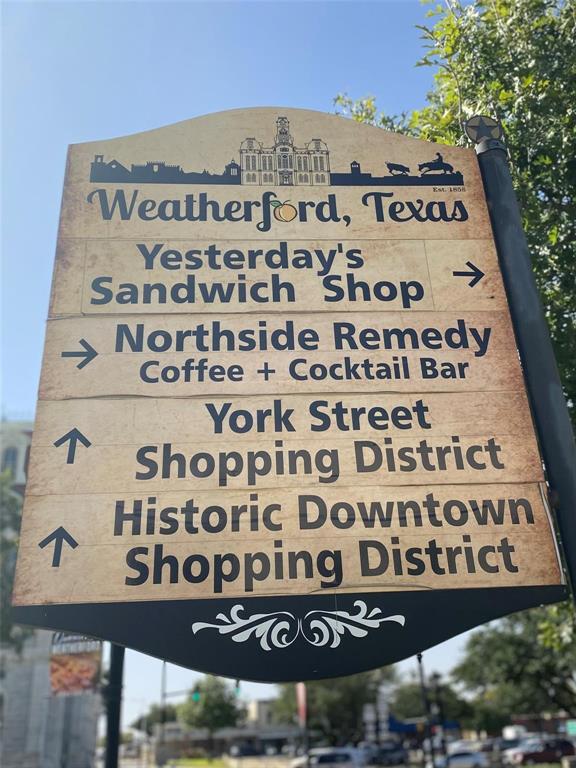 Est. 1855
Weatherford, Texas
Yesterday's
Sandwich Shop
Northside Remedy
Coffee + Cocktail Bar
York Street
Shopping District
Historic Downtown
Shopping District